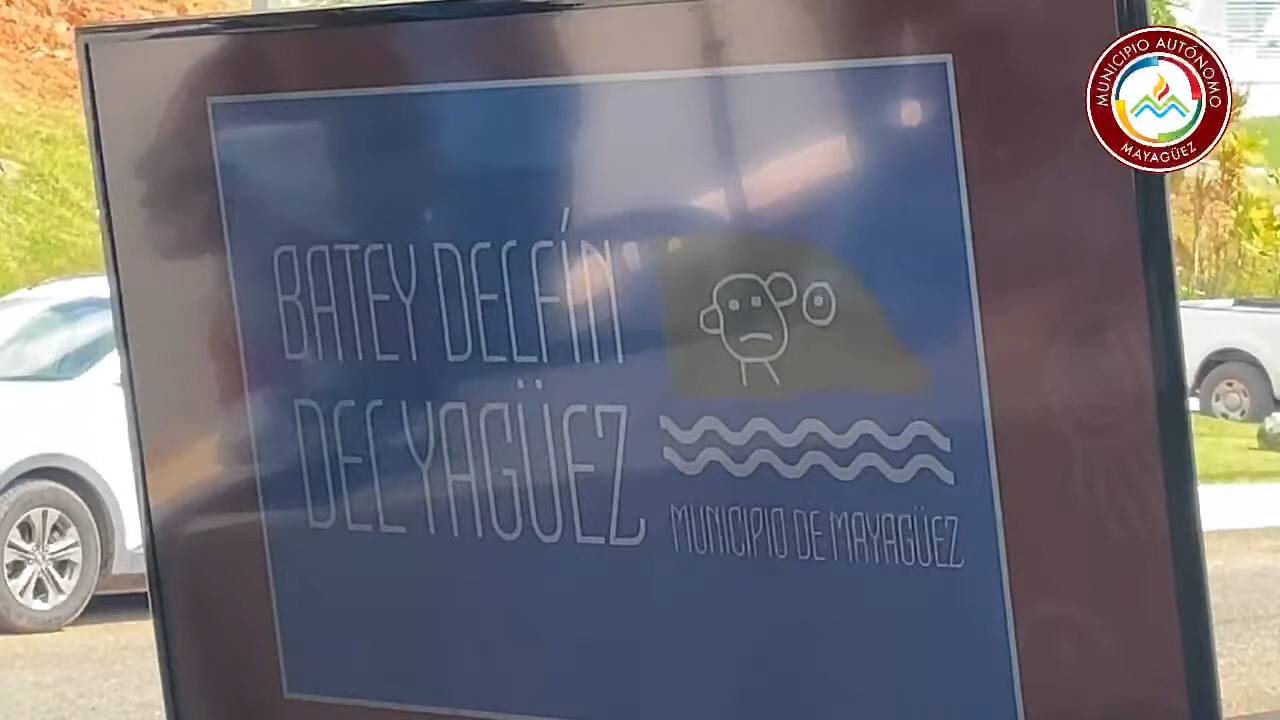 BATEY DELFÍN
DEL YAGÜEZ
MUNICIPIO DE MAYAGÜEZ
MUNICIPIO AUTÓNOMO
MAYAGÜEZ